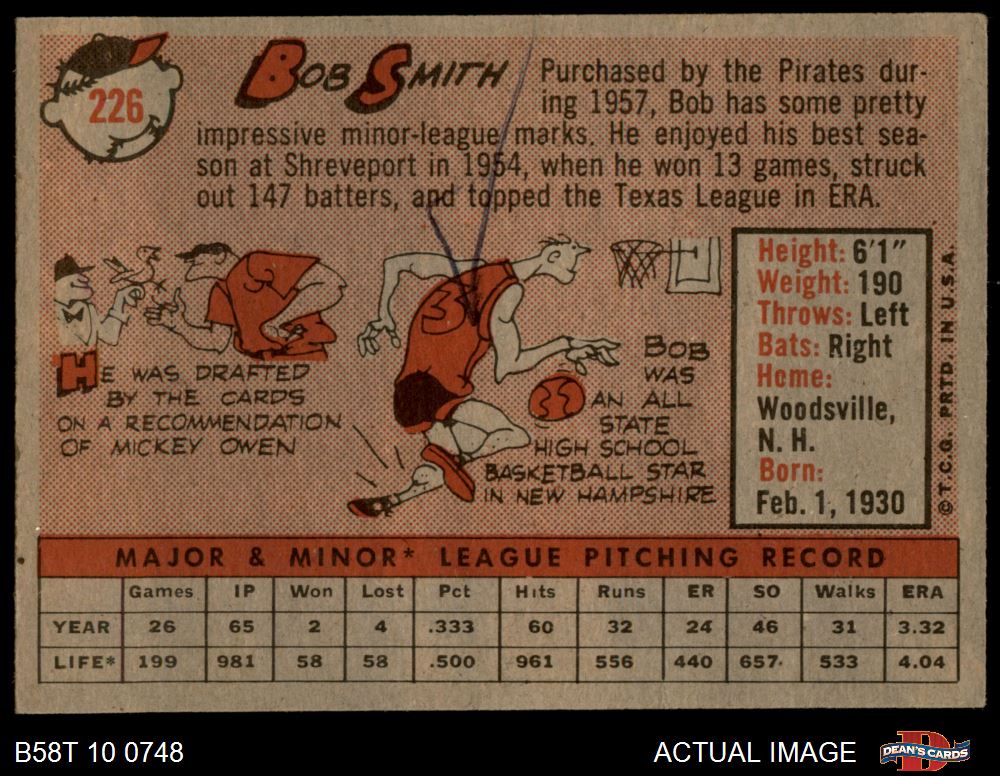 226
BOB SMITH
Purchased by the Pirates dur-
ing 1957, Bob has some pretty
impressive minor-league marks. He enjoyed his best sea-
son at Shreveport in 1954, when he won 13 games, struck
out 147 batters, and topped the Texas League in ERA.
HE WAS DRAFTED
BY THE CARDS
ON A RECOMMENDATION
OF MICKEY OWEN
BOB
WAS
AN ALL
STATE
HIGH SCHOOL
BASKETBALL STAR
IN NEW HAMPSHIRE
Height: 6'1"
Weight: 190
Throws: Left
Bats: Right
Home:
Woodsville,
N. H.
Born:
Feb. 1, 1930
© T.C.G. PRTD. IN U.S.A.
MAJOR & MINOR* LEAGUE PITCHING RECORD
Games IP Won Lost Pct Hits Runs ER SO Walks ERA
YEAR 26 65 2 4 .333 60 32 24 46 31 3.32
LIFE* 199 981 58 58 .500 961 556 440 657 533 4.04
B58T 10 0748
ACTUAL IMAGE
DEAN'S CARDS